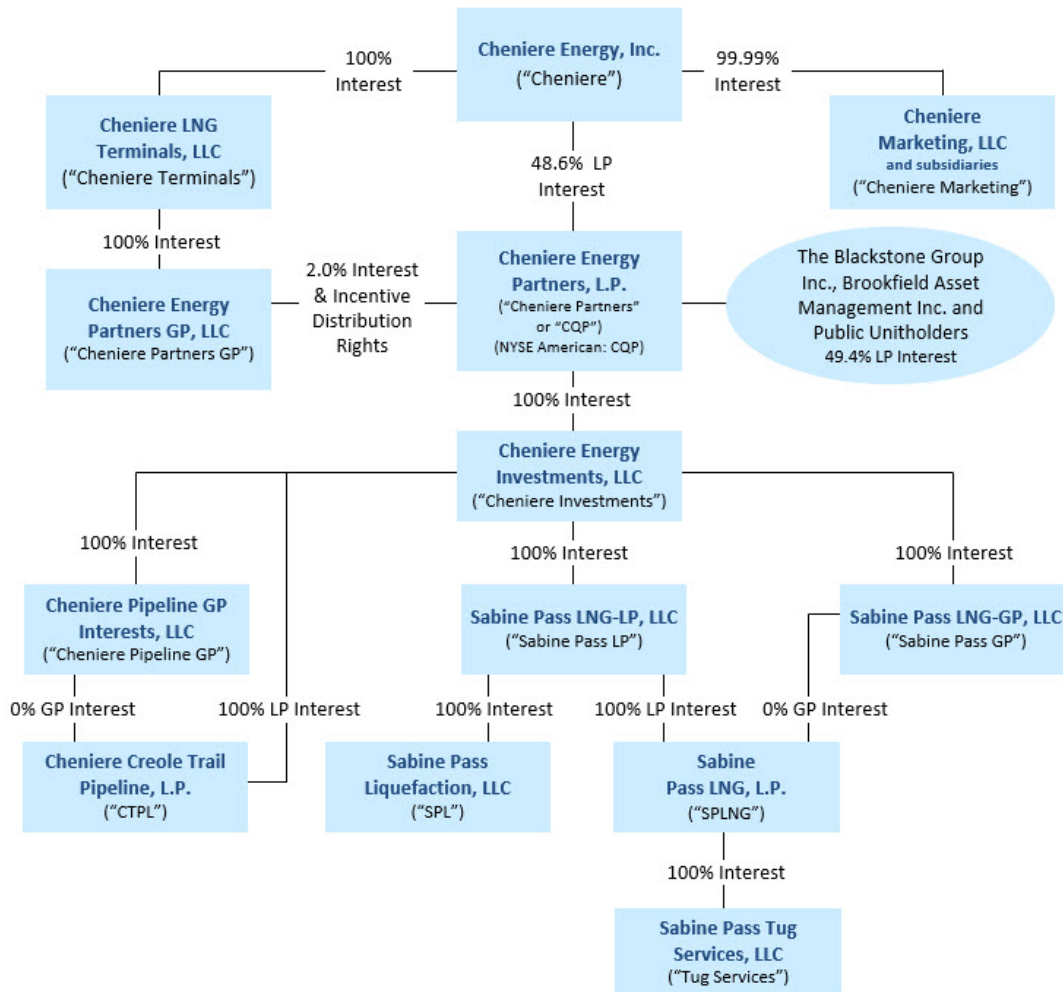 Cheniere Energy, Inc.
("Cheniere")
100%
Interest
99.99%
Interest
Cheniere LNG
Terminals, LLC
("Cheniere Terminals")
48.6% LP
Interest
Cheniere
Marketing, LLC
and subsidiaries
("Cheniere Marketing")
100% Interest
Cheniere Energy
Partners GP, LLC
("Cheniere Partners GP")
2.0% Interest
& Incentive
Distribution
Rights
Cheniere Energy
Partners, L.P.
("Cheniere Partners"
or "CQP")
(NYSE American: CQP)
The Blackstone Group
Inc., Brookfield Asset
Management Inc. and
Public Unitholders
49.4% LP Interest
100% Interest
Cheniere Energy
Investments, LLC
("Cheniere Investments")
100% Interest
100% Interest
100% Interest
Cheniere Pipeline GP
Interests, LLC
("Cheniere Pipeline GP")
Sabine Pass LNG-LP, LLC
("Sabine Pass LP")
Sabine Pass LNG-GP, LLC
("Sabine Pass GP")
0% GP Interest
100% LP Interest
100% Interest
100% LP Interest
0% GP Interest
Cheniere Creole Trail
Pipeline, L.P.
("CTPL")
Sabine Pass
Liquefaction, LLC
("SPL")
Sabine
Pass LNG, L.P.
("SPLNG")
100% Interest
Sabine Pass Tug
Services, LLC
("Tug Services")